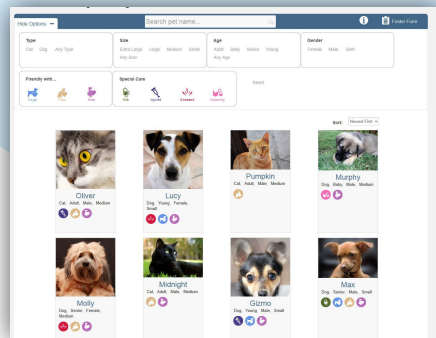 Hide Options
Search pet name...
Foster Form
Type
Cat Dog Any Type
Size
Extra Large Large Medium Small
Any Size
Age
Adult Baby Senior Young
Any Age
Gender
Female Male Both
Friendly with...
Dogs
Cats
Kids
Special Care
Sick
Injured
Reset
Sort: Newest First
Oliver
Cat, Adult, Male, Medium
Lucy
Dog, Young, Female,
Small
Pumpkin
Cat, Adult, Male, Medium
Murphy
Dog, Baby, Male, Medium
Molly
Dog, Senior, Female,
Medium
Midnight
Cat, Adult, Male, Medium
Gizmo
Dog, Young, Male, Small
Max
Dog, Senior, Male, Small